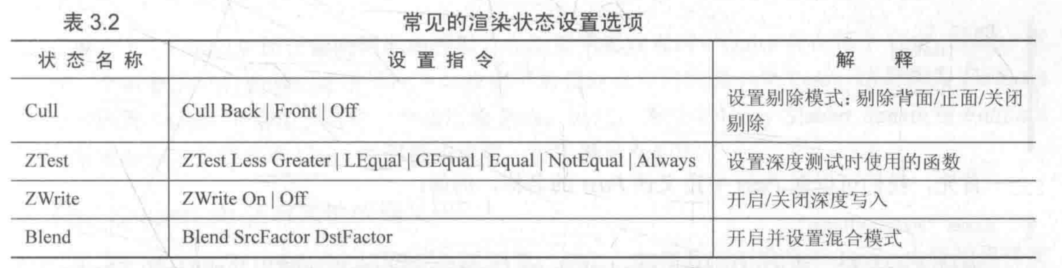 表 3.2 常见的渲染状态设置选项
状 态 名 称 设 置 指 令 解 释
Cull Cull Back | Front | Off 设置剔除模式：剔除背面/正面/关闭
剔除
ZTest ZTest Less Greater | LEqual | GEqual | Equal | NotEqual | Always 设置深度测试时使用的函数
ZWrite ZWrite On | Off 开启/关闭深度写入
Blend Blend SrcFactor DstFactor 开启并设置混合模式